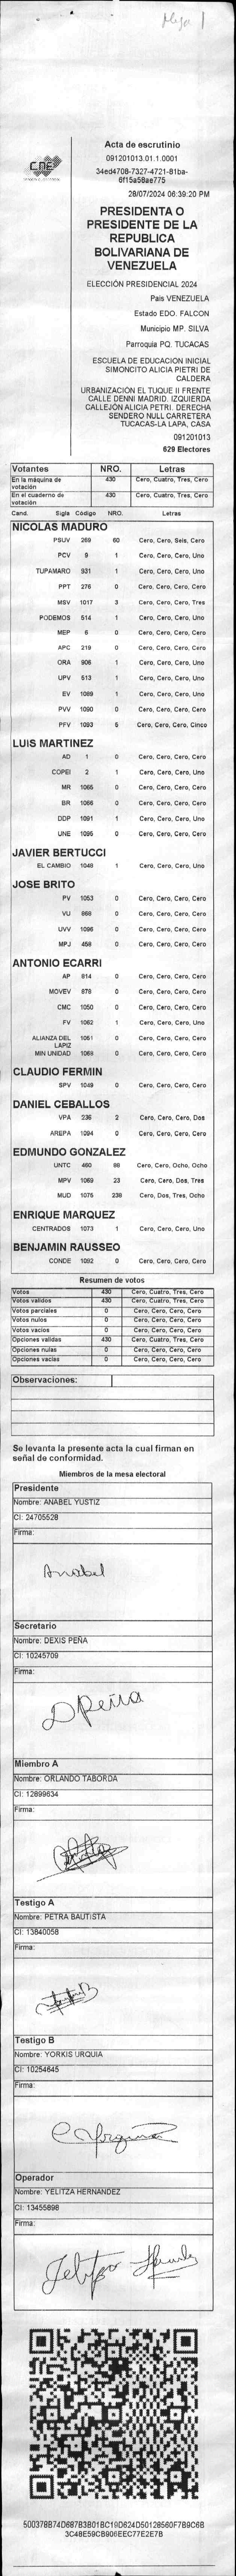 Mesa 1
CNE
Acta de escrutinio
091201013.01.1.0001
34ed4708-7327-4721-81ba-
6f15a58ae775
28/07/2024 06:39:20 PM
PRESIDENTA O
PRESIDENTE DE LA
REPUBLICA
BOLIVARIANA DE
VENEZUELA
ELECCIÓN PRESIDENCIAL 2024
Pais VENEZUELA
Estado EDO. FALCON
Municipio MP. SILVA
Parroquia PQ. TUCACAS
ESCUELA DE EDUCACION INICIAL
SIMONCITO ALICIA PIETRI DE
CALDERA
URBANIZACIÓN EL TUQUE II FRENTE
CALLE DENNI MADRID. IZQUIERDA
CALLEJÓN ALICIA PETRI. DERECHA
SENDERO NULL CARRETERA
TUCACAS-LA LAPA, CASA
091201013
629 Electores
Votantes NRO. Letras
En la máquina de votación 430 Cero, Cuatro, Tres, Cero
En el cuaderno de votación 430 Cero, Cuatro, Tres, Cero
Cand. Sigla Código NRO. Letras
NICOLAS MADURO
PSUV 269 60 Cero, Cero, Seis, Cero
PCV 9 1 Cero, Cero, Cero, Uno
TUPAMARO 931 1 Cero, Cero, Cero, Uno
PPT 276 0 Cero, Cero, Cero, Cero
MSV 1017 3 Cero, Cero, Cero, Tres
PODEMOS 514 1 Cero, Cero, Cero, Uno
MEP 6 0 Cero, Cero, Cero, Cero
APC 219 0 Cero, Cero, Cero, Cero
ORA 906 1 Cero, Cero, Cero, Uno
UPV 513 1 Cero, Cero, Cero, Uno
EV 1089 1 Cero, Cero, Cero, Uno
PVV 1090 0 Cero, Cero, Cero, Cero
PFV 1093 5 Cero, Cero, Cero, Cinco
LUIS MARTINEZ
AD 1 0 Cero, Cero, Cero, Cero
COPEI 2 1 Cero, Cero, Cero, Uno
MR 1065 0 Cero, Cero, Cero, Cero
BR 1066 0 Cero, Cero, Cero, Cero
DDP 1091 1 Cero, Cero, Cero, Uno
UNE 1095 0 Cero, Cero, Cero, Cero
JAVIER BERTUCCI
EL CAMBIO 1048 1 Cero, Cero, Cero, Uno
JOSE BRITO
PV 1053 0 Cero, Cero, Cero, Cero
VU 868 0 Cero, Cero, Cero, Cero
UVV 1096 0 Cero, Cero, Cero, Cero
MPJ 458 0 Cero, Cero, Cero, Cero
ANTONIO ECARRI
AP 814 0 Cero, Cero, Cero, Cero
MOVEV 878 0 Cero, Cero, Cero, Cero
CMC 1050 0 Cero, Cero, Cero, Cero
FV 1062 1 Cero, Cero, Cero, Uno
ALIANZA DEL LAPIZ 1061 0 Cero, Cero, Cero, Cero
MIN UNIDAD 1068 0 Cero, Cero, Cero, Cero
CLAUDIO FERMIN
SPV 1049 0 Cero, Cero, Cero, Cero
DANIEL CEBALLOS
VPA 236 2 Cero, Cero, Cero, Dos
AREPA 1094 0 Cero, Cero, Cero, Cero
EDMUNDO GONZALEZ
UNTC 460 88 Cero, Cero, Ocho, Ocho
MPV 1069 23 Cero, Cero, Dos, Tres
MUD 1075 238 Cero, Dos, Tres, Ocho
ENRIQUE MARQUEZ
CENTRADOS 1073 1 Cero, Cero, Cero, Uno
BENJAMIN RAUSSEO
CONDE 1092 0 Cero, Cero, Cero, Cero
Resumen de votos
Votos 430 Cero, Cuatro, Tres, Cero
Votos validos 430 Cero, Cuatro, Tres, Cero
Votos parciales 0 Cero, Cero, Cero, Cero
Votos nulos 0 Cero, Cero, Cero, Cero
Votos vacios 0 Cero, Cero, Cero, Cero
Opciones validas 430 Cero, Cuatro, Tres, Cero
Opciones nulas 0 Cero, Cero, Cero, Cero
Opciones vacias 0 Cero, Cero, Cero, Cero
Observaciones:
Se levanta la presente acta la cual firman en
señal de conformidad.
Miembros de la mesa electoral
Presidente
Nombre: ANABEL YUSTIZ
CI: 24705528
Firma:
Anabel
Secretario
Nombre: DEXIS PEÑA
CI: 10245709
Firma:
DPeña
Miembro A
Nombre: ORLANDO TABORDA
CI: 12899634
Firma:
Testigo A
Nombre: PETRA BAUTISTA
CI: 13840058
Firma:
Testigo B
Nombre: YORKIS URQUIA
CI: 10254645
Firma:
Operador
Nombre: YELITZA HERNANDEZ
CI: 13455898
Firma:
500378B74D687B3B01BC19D624D50128560F7B9C6B
3C48E59CB906EEC77E2E7B